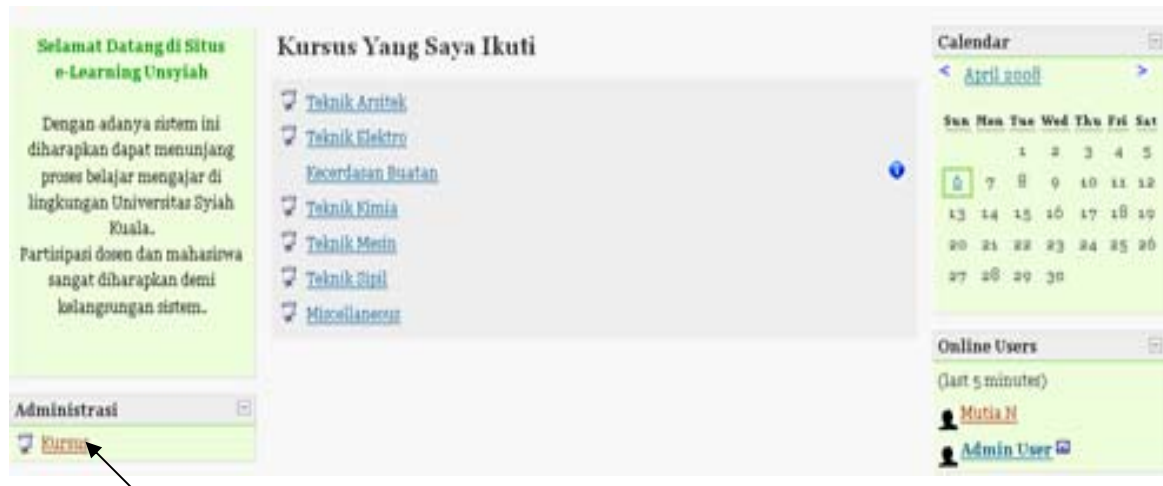 Selamat Datang di Situs
e-Learning Unsyiah
Dengan adanya sistem ini
diharapkan dapat menunjang
proses belajar mengajar di
lingkungan Universitas Syiah
Kuala.
Partisipasi dosen dan mahasiswa
sangat diharapkan demi
kelangsungan sistem.
Administrasi
Kursus
Kursus Yang Saya Ikuti
Teknik Arsitek
Teknik Elektro
Kecerdasan Buatan
Teknik Kimia
Teknik Mesin
Teknik Sipil
Miscellaneous
Calendar
< April 2008 >
Sun Mon Tue Wed Thu Fri Sat
1 2 3 4 5
6 7 8 9 10 11 12
13 14 15 16 17 18 19
20 21 22 23 24 25 26
27 28 29 30
Online Users
(last 5 minutes)
Mutia N
Admin User